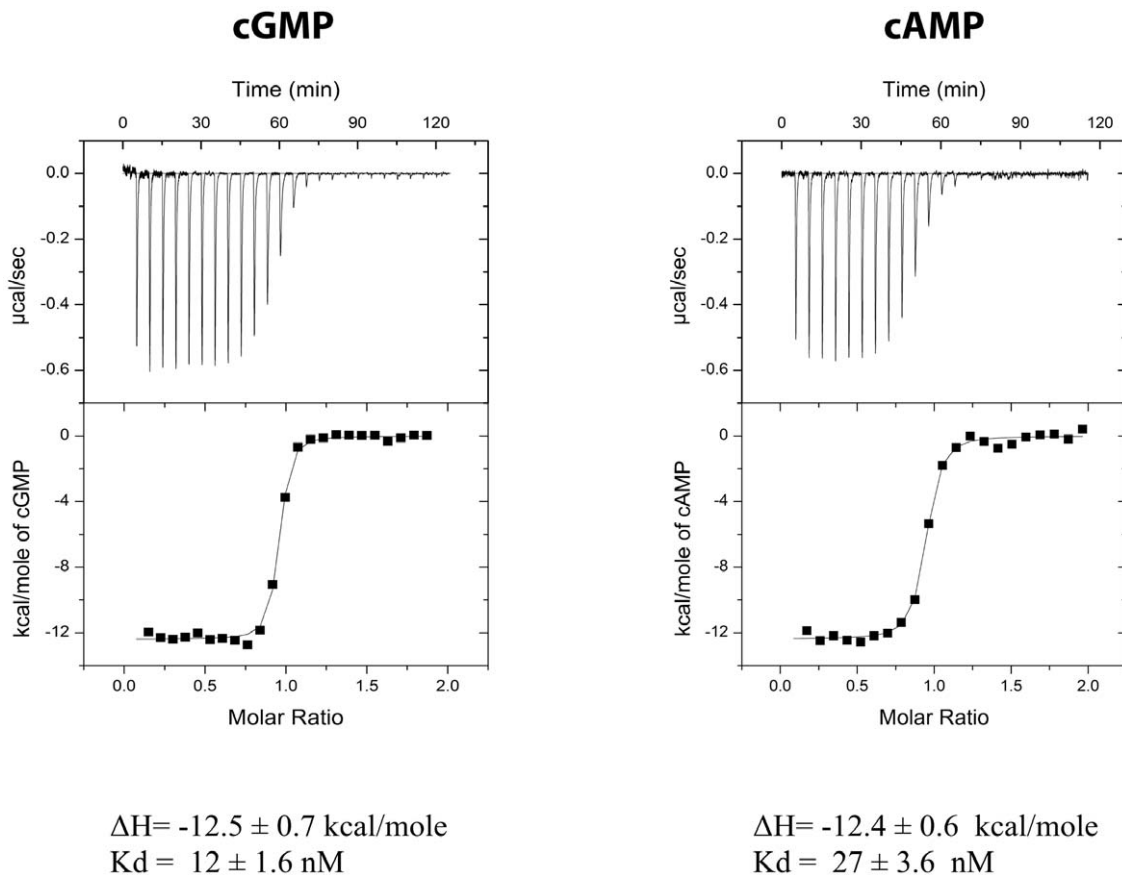 cGMP
Time (min)
0 30 60 90 120
0.0
-0.2
-0.4
-0.6
µcal/sec
0
-4
-8
-12
kcal/mole of cGMP
0.0 0.5 1.0 1.5 2.0
Molar Ratio
ΔH= -12.5 ± 0.7 kcal/mole
Kd = 12 ± 1.6 nM
cAMP
Time (min)
0 30 60 90 120
0.0
-0.2
-0.4
-0.6
µcal/sec
0
-4
-8
-12
kcal/mole of cAMP
0.0 0.5 1.0 1.5 2.0
Molar Ratio
ΔH= -12.4 ± 0.6 kcal/mole
Kd = 27 ± 3.6 nM